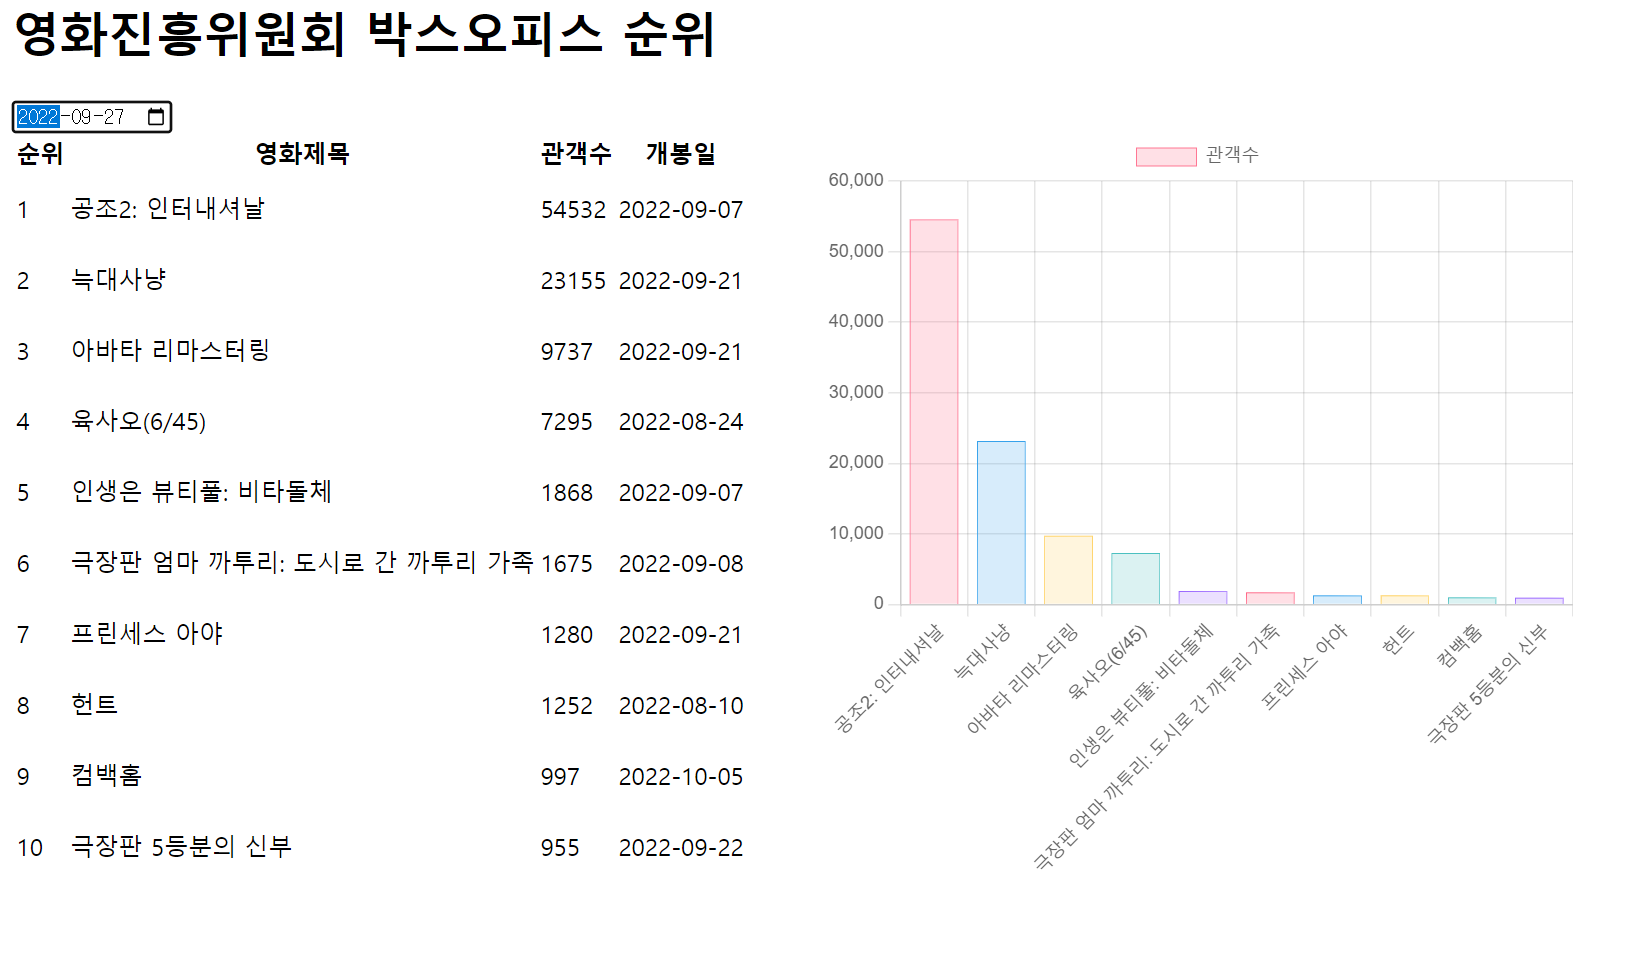 영화진흥위원회 박스오피스 순위
2022-09-27
순위 영화제목 관객수 개봉일
1 공조2: 인터내셔날 54532 2022-09-07
2 늑대사냥 23155 2022-09-21
3 아바타 리마스터링 9737 2022-09-21
4 육사오(6/45) 7295 2022-08-24
5 인생은 뷰티풀: 비타돌체 1868 2022-09-07
6 극장판 엄마 까투리: 도시로 간 까투리 가족 1675 2022-09-08
7 프린세스 아야 1280 2022-09-21
8 헌트 1252 2022-08-10
9 컴백홈 997 2022-10-05
10 극장판 5등분의 신부 955 2022-09-22
관객수
60,000
50,000
40,000
30,000
20,000
10,000
0
공조2: 인터내셔날
늑대사냥
아바타 리마스터링
육사오(6/45)
인생은 뷰티풀: 비타돌체
극장판 엄마 까투리: 도시로 간 까투리 가족
프린세스 아야
헌트
컴백홈
극장판 5등분의 신부